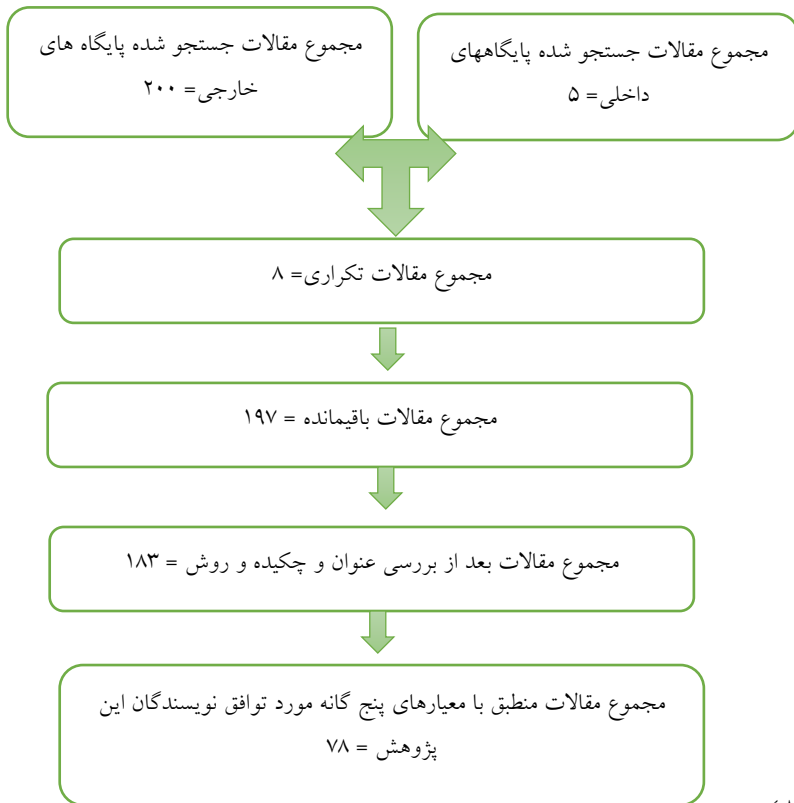 مجموع مقالات جستجو شده پایگاههای
داخلی= ۵
مجموع مقالات جستجو شده پایگاه های
خارجی= ۲۰۰
مجموع مقالات تکراری= ۸
مجموع مقالات باقیمانده = ۱۹۷
مجموع مقالات بعد از بررسی عنوان و چکیده و روش = ۱۸۳
مجموع مقالات منطبق با معیارهای پنج گانه مورد توافق نویسندگان این
پژوهش = ۷۸